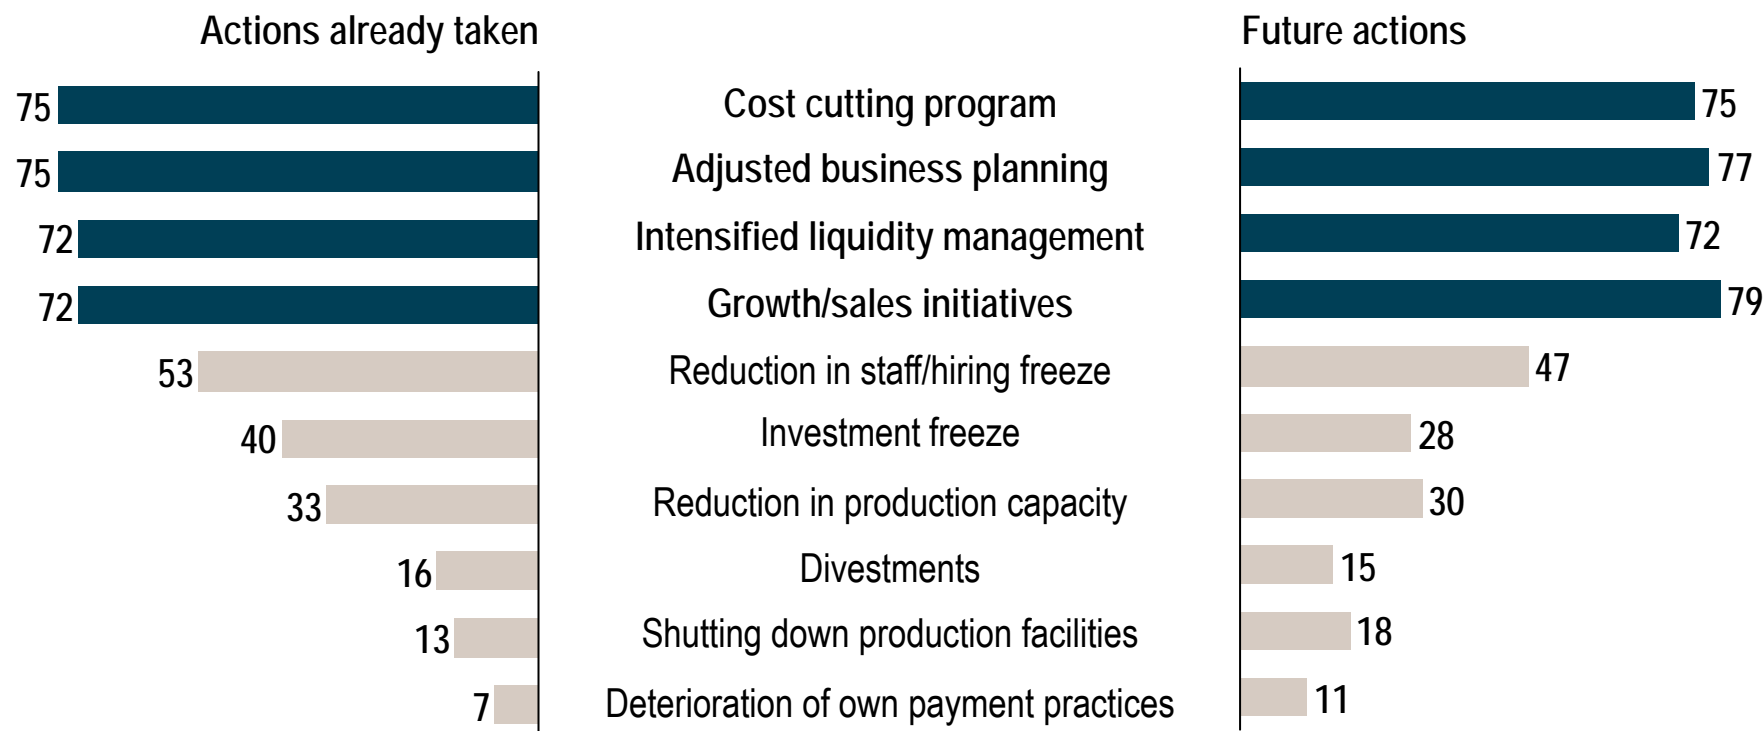 Actions already taken Future actions
75 Cost cutting program 75
75 Adjusted business planning 77
72 Intensified liquidity management 72
72 Growth/sales initiatives 79
53 Reduction in staff/hiring freeze 47
40 Investment freeze 28
33 Reduction in production capacity 30
16 Divestments 15
13 Shutting down production facilities 18
7 Deterioration of own payment practices 11